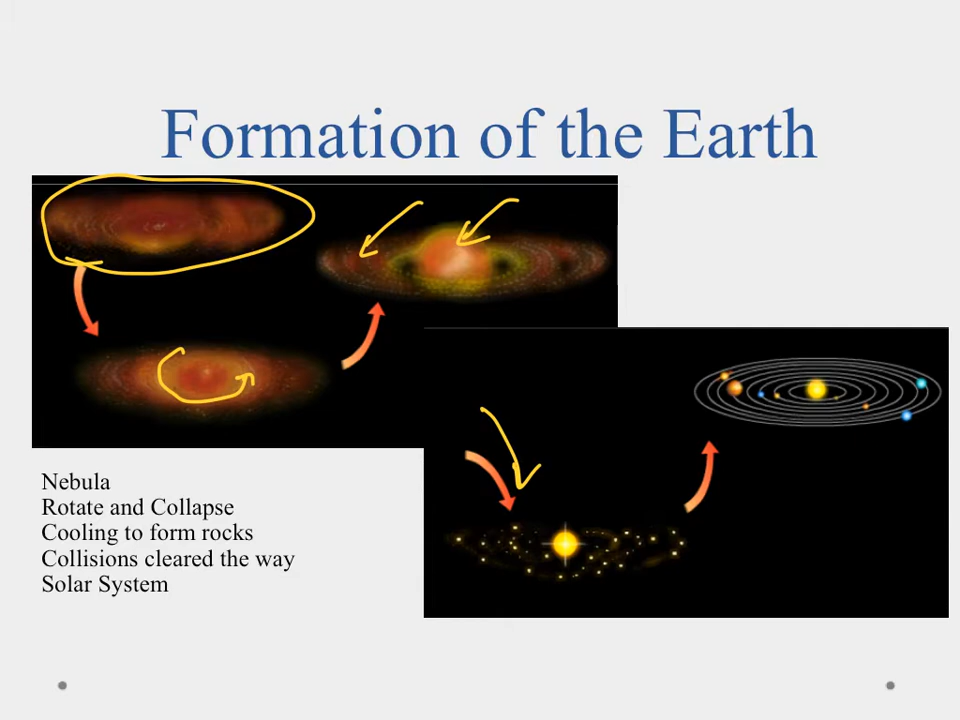 Formation of the Earth
Nebula
Rotate and Collapse
Cooling to form rocks
Collisions cleared the way
Solar System